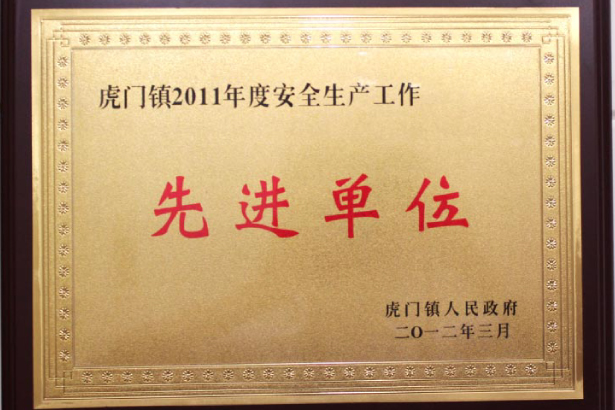 虎门镇2011年度安全生产工作
先进单位
虎门镇人民政府
二O一二年三月